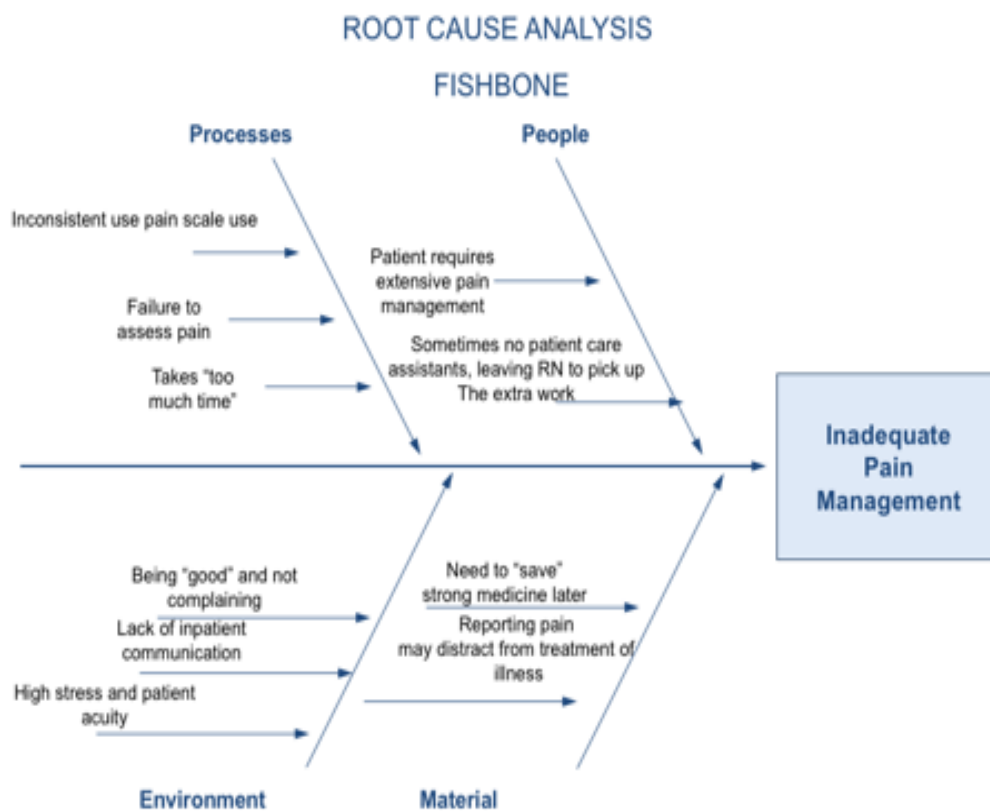 ROOT CAUSE ANALYSIS
FISHBONE
Processes
People
Inconsistent use pain scale use
Failure to
assess pain
Takes “too
much time”
Patient requires
extensive pain
management
Sometimes no patient care
assistants, leaving RN to pick up
The extra work
Inadequate
Pain
Management
Being “good” and not
complaining
Lack of inpatient
communication
High stress and patient
acuity
Need to “save”
strong medicine later
Reporting pain
may distract from treatment of
illness
Environment
Material